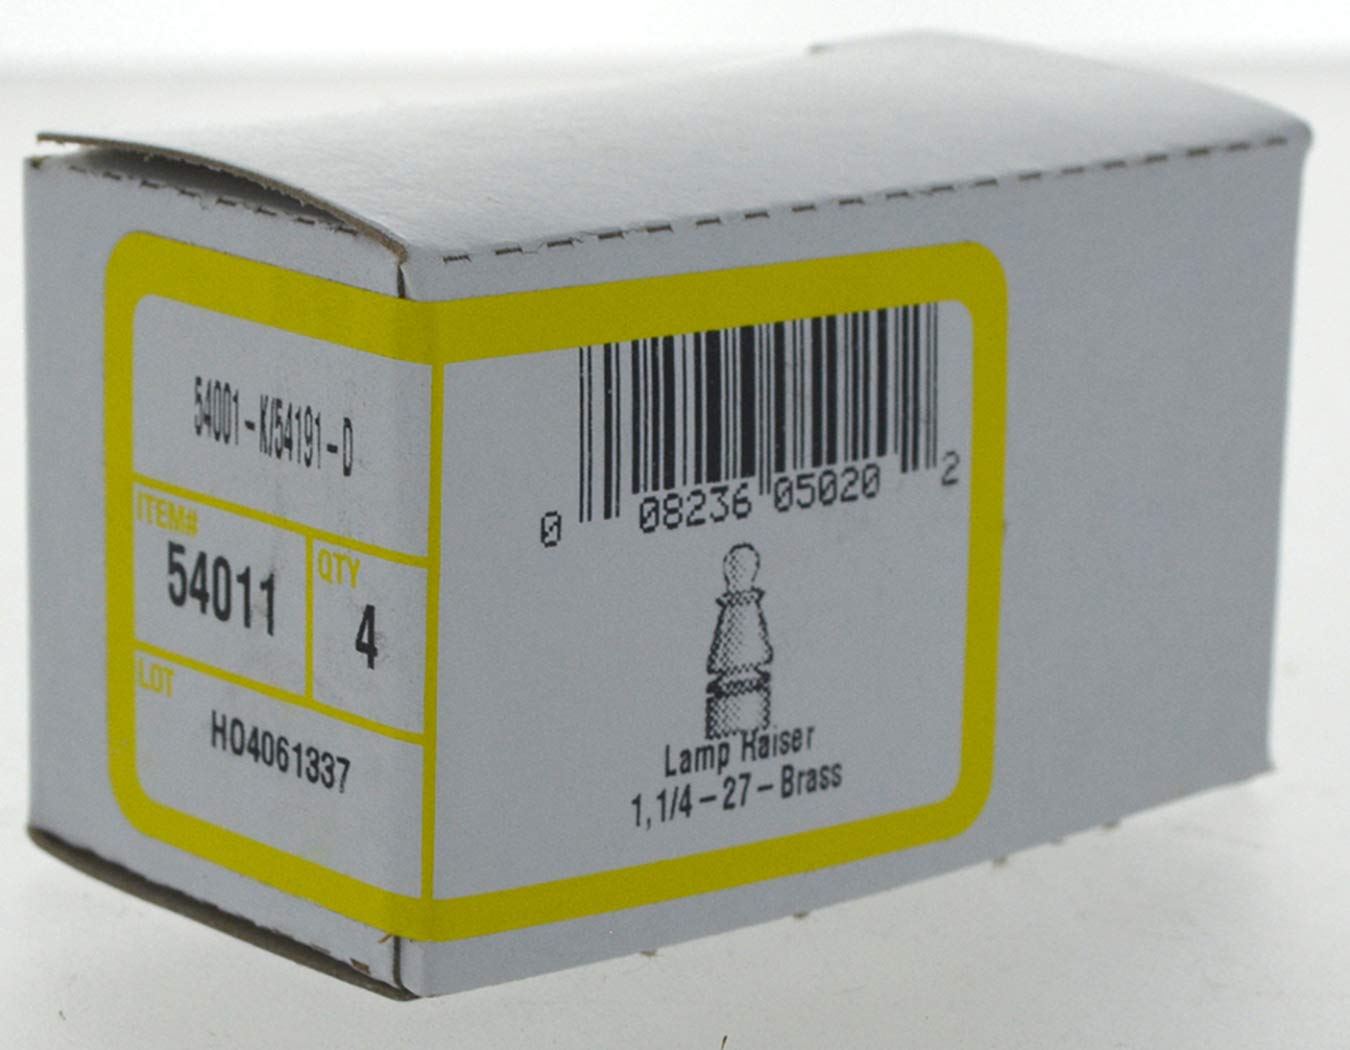 54001-K/54191-D
ITEM#
54011
QTY
4
LOT
HO4061337
0 08236 05020 2
Lamp Raiser
1,1/4-27-Brass